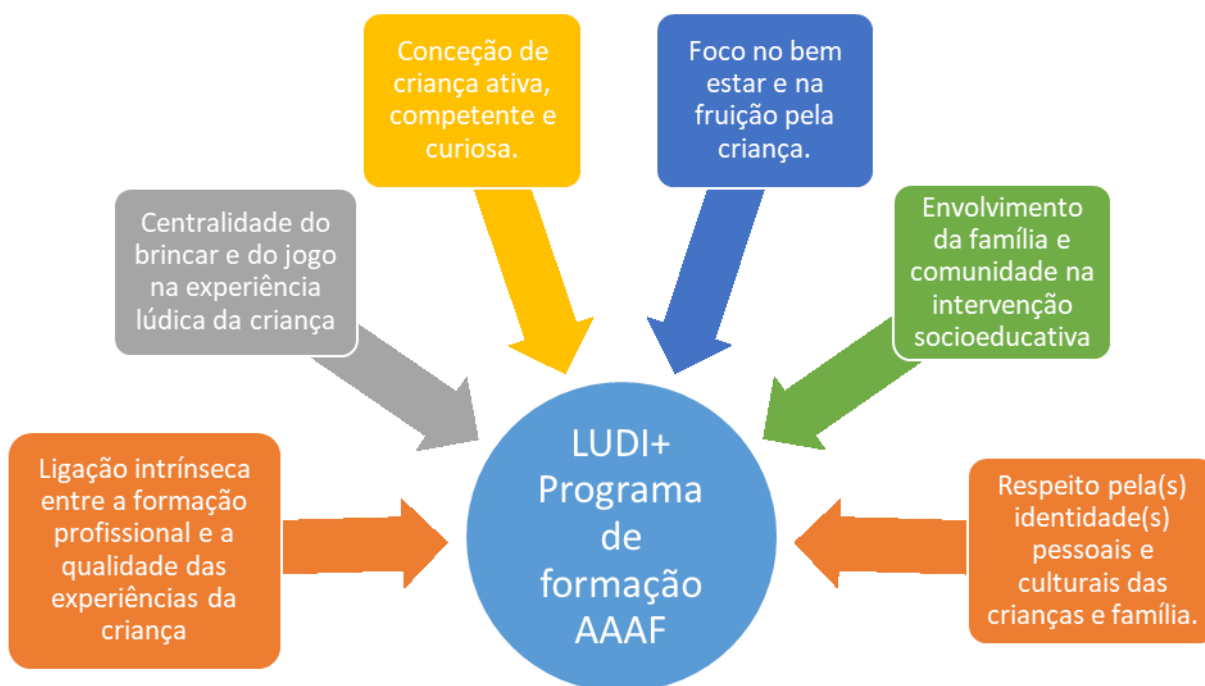 Conceção de
criança ativa,
competente e
curiosa.
Foco no bem
estar e na
fruição pela
criança.
Centralidade do
brincar e do jogo
na experiência
lúdica da criança
Envolvimento
da família e
comunidade na
intervenção
socioeducativa
Ligação intrínseca
entre a formação
profissional e a
qualidade das
experiências da
criança
LUDI+
Programa
de
formação
AAAF
Respeito pela(s)
identidade(s)
pessoais e
culturais das
crianças e família.